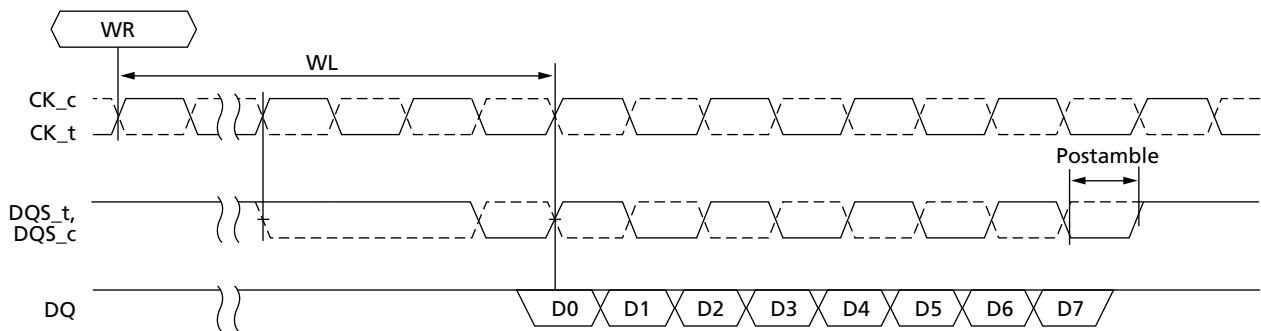 WR
WL
CK_c
CK_t
Postamble
DQS_t,
DQS_c
DQ
D0 D1 D2 D3 D4 D5 D6 D7